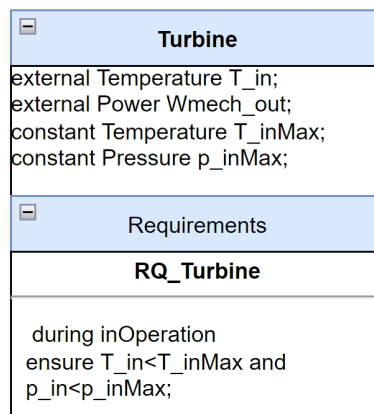 Turbine
external Temperature T_in;
external Power Wmech_out;
constant Temperature T_inMax;
constant Pressure p_inMax;
Requirements
RQ_Turbine
during inOperation
ensure T_in<T_inMax and
p_in<p_inMax;